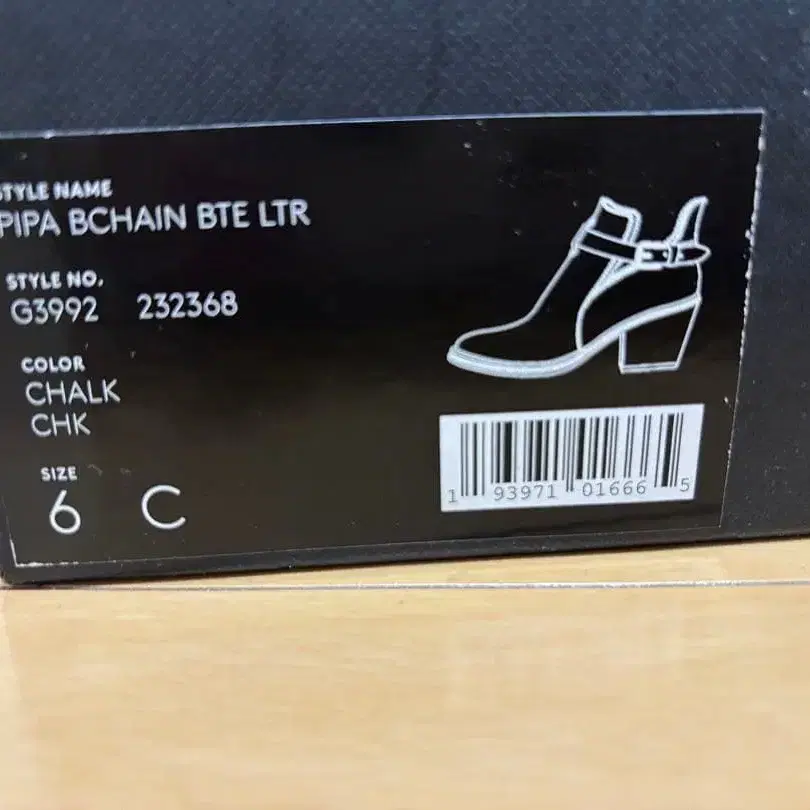 STYLE NAME
PIPA BCHAIN BTE LTR
STYLE NO.
G3992 232368
COLOR
CHALK
CHK
SIZE
6 C
1 93971 01666 5